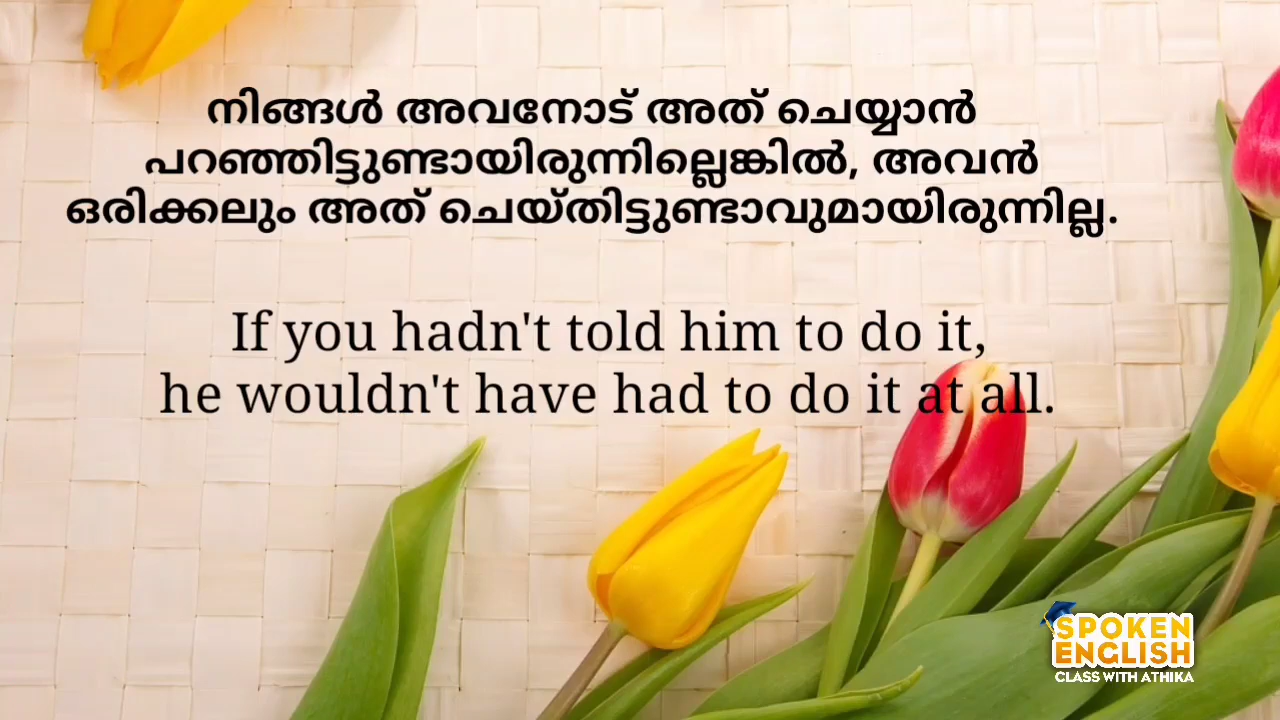 നിങ്ങൾ അവനോട് അത് ചെയ്യാൻ
പറഞ്ഞിട്ടുണ്ടായിരുന്നില്ലെങ്കിൽ, അവൻ
ഒരിക്കലും അത് ചെയ്തിട്ടുണ്ടാവുമായിരുന്നില്ല.
If you hadn't told him to do it,
he wouldn't have had to do it at all.
SPOKEN
ENGLISH
CLASS WITH ATHIKA